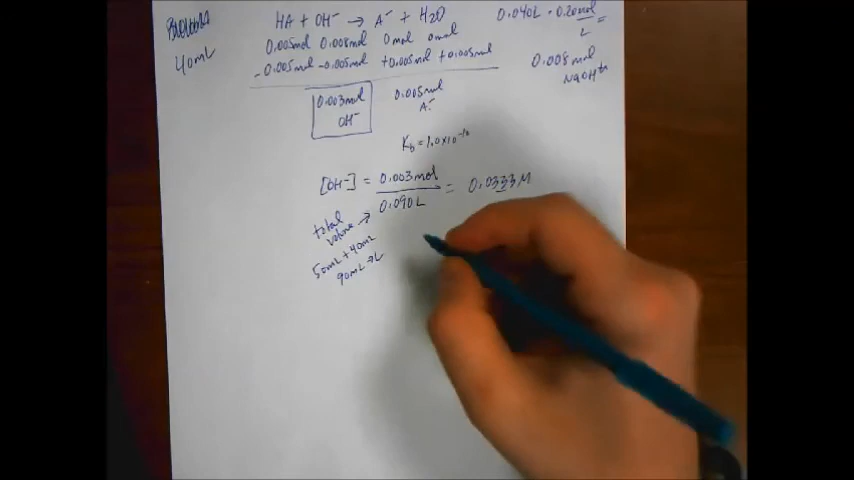 HA + OH⁻ → A⁻ + H₂O
0.005mol 0.008mol 0mol 0mol
-0.005mol -0.005mol +0.005mol +0.005mol
0.003mol OH⁻
0.005mol A⁻
40mL
0.040L · 0.20mol/L =
0.008mol
NaOH
Kb = 1.0x10⁻¹⁰
[OH⁻] = 0.003mol / 0.090L = 0.0333M
total
volume →
50mL + 40mL
90mL → L